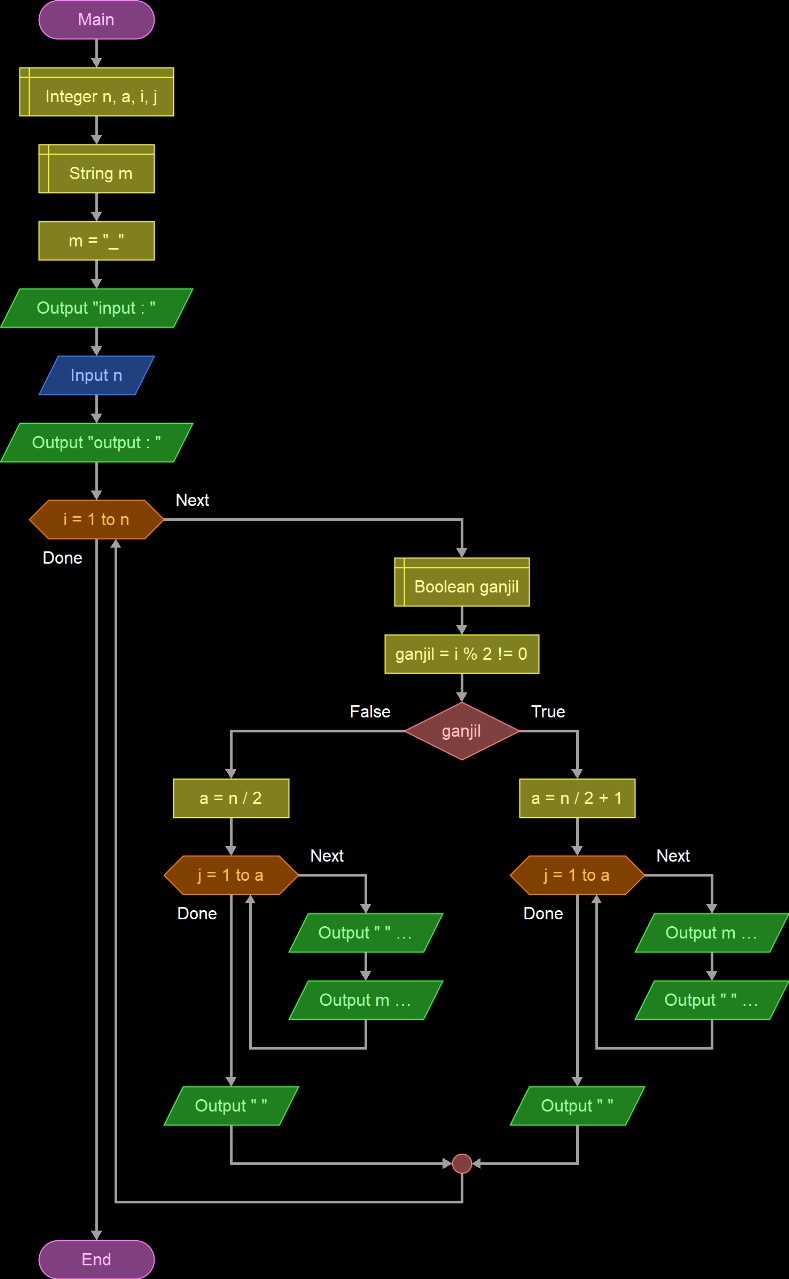 Main
Integer n, a, i, j
String m
m = "_"
Output "input : "
Input n
Output "output : "
i = 1 to n
Next
Done
Boolean ganjil
ganjil = i % 2 != 0
False
ganjil
True
a = n / 2
a = n / 2 + 1
j = 1 to a
Next
Done
j = 1 to a
Next
Done
Output " " …
Output m …
Output m …
Output " " …
Output " "
Output " "
End